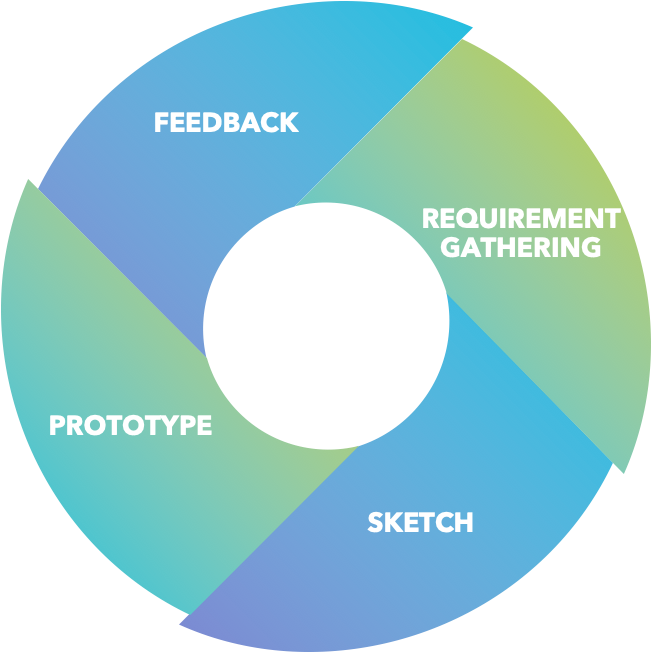 FEEDBACK
REQUIREMENT
GATHERING
PROTOTYPE
SKETCH